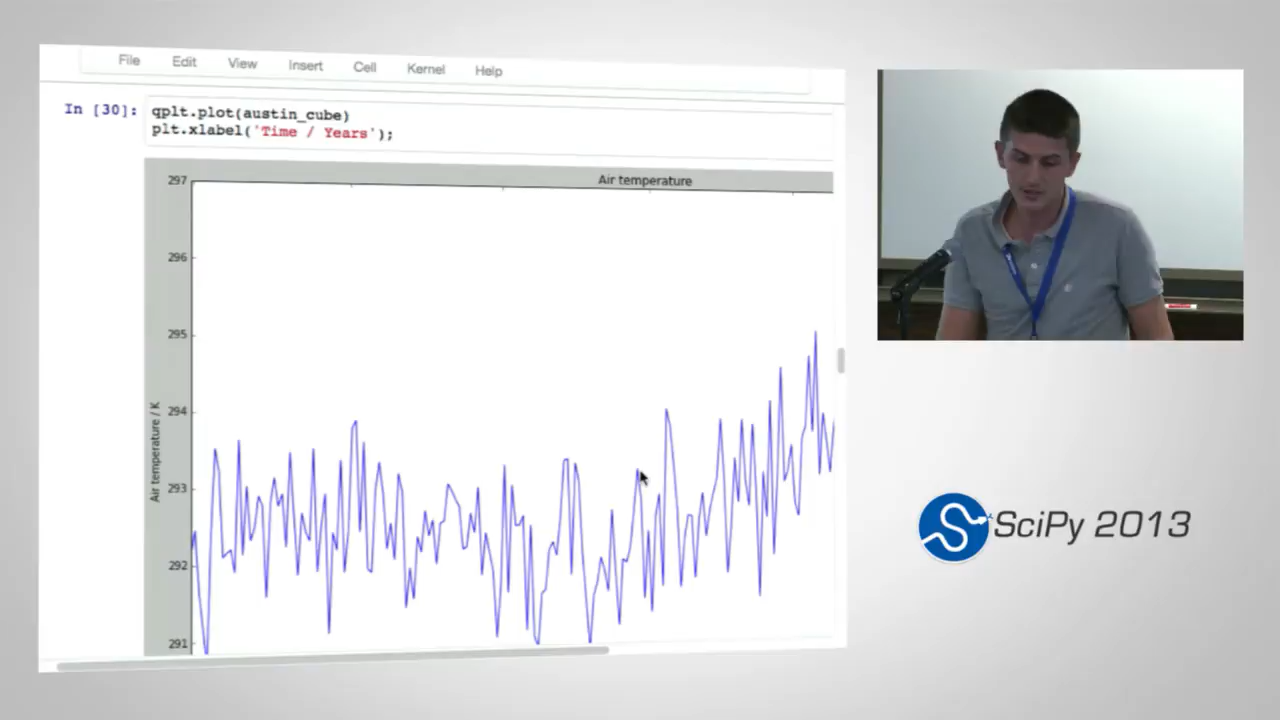 File Edit View Insert Cell Kernel Help
In [30]: qplt.plot(austin_cube)
plt.xlabel('Time / Years');
Air temperature
297
296
295
294
293
292
291
Air temperature / K
SciPy 2013